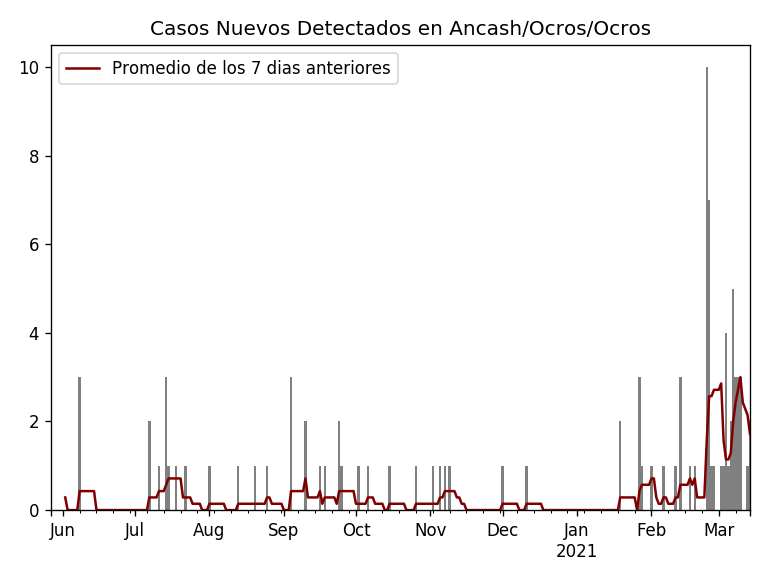 Casos Nuevos Detectados en Ancash/Ocros/Ocros
Promedio de los 7 dias anteriores
10
8
6
4
2
0
Jun Jul Aug Sep Oct Nov Dec Jan Feb Mar
2021